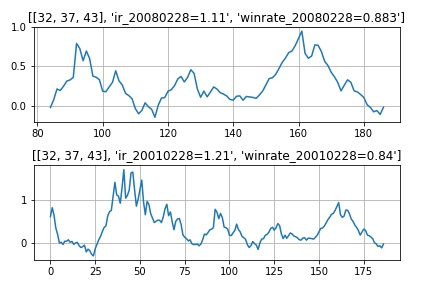 [[32, 37, 43], 'ir_20080228=1.11', 'winrate_20080228=0.883']
1.0
0.5
0.0
80 100 120 140 160 180
[[32, 37, 43], 'ir_20010228=1.21', 'winrate_20010228=0.84']
1
0
0 25 50 75 100 125 150 175